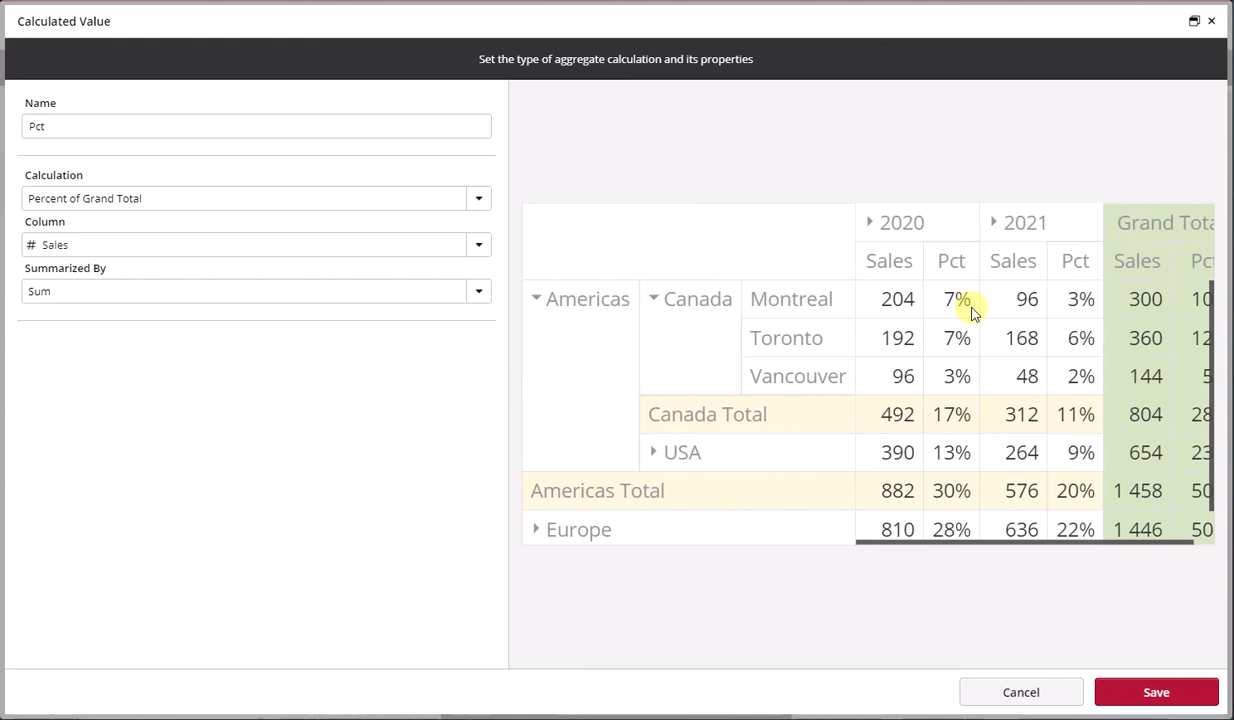 Calculated Value
Set the type of aggregate calculation and its properties
Name
Pct
Calculation
Percent of Grand Total
Column
# Sales
Summarized By
Sum
2020 2021 Grand Tota
Sales Pct Sales Pct Sales Pc
Americas Canada Montreal 204 7% 96 3% 300 10
Toronto 192 7% 168 6% 360 12
Vancouver 96 3% 48 2% 144 5
Canada Total 492 17% 312 11% 804 28
USA 390 13% 264 9% 654 23
Americas Total 882 30% 576 20% 1 458 50
Europe 810 28% 636 22% 1 446 50
Cancel Save